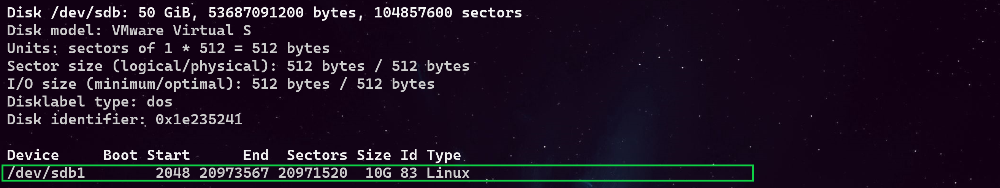 Disk /dev/sdb: 50 GiB, 53687091200 bytes, 104857600 sectors
Disk model: VMware Virtual S
Units: sectors of 1 * 512 = 512 bytes
Sector size (logical/physical): 512 bytes / 512 bytes
I/O size (minimum/optimal): 512 bytes / 512 bytes
Disklabel type: dos
Disk identifier: 0x1e235241
Device     Boot Start      End  Sectors Size Id Type
/dev/sdb1        2048 20973567 20971520  10G 83 Linux